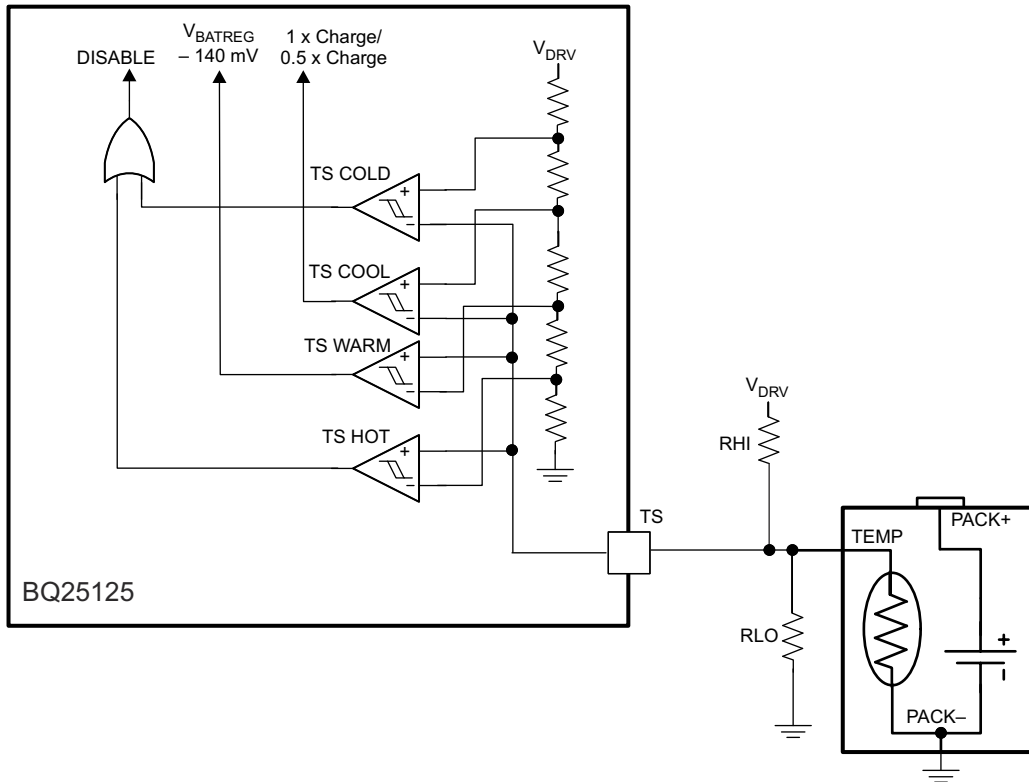 DISABLE
VBATREG
– 140 mV
1 x Charge/
0.5 x Charge
VDRV
TS COLD
+
–
TS COOL
+
–
TS WARM
+
–
TS HOT
+
–
TS
BQ25125
VDRV
RHI
RLO
TEMP
PACK+
+
–
PACK–